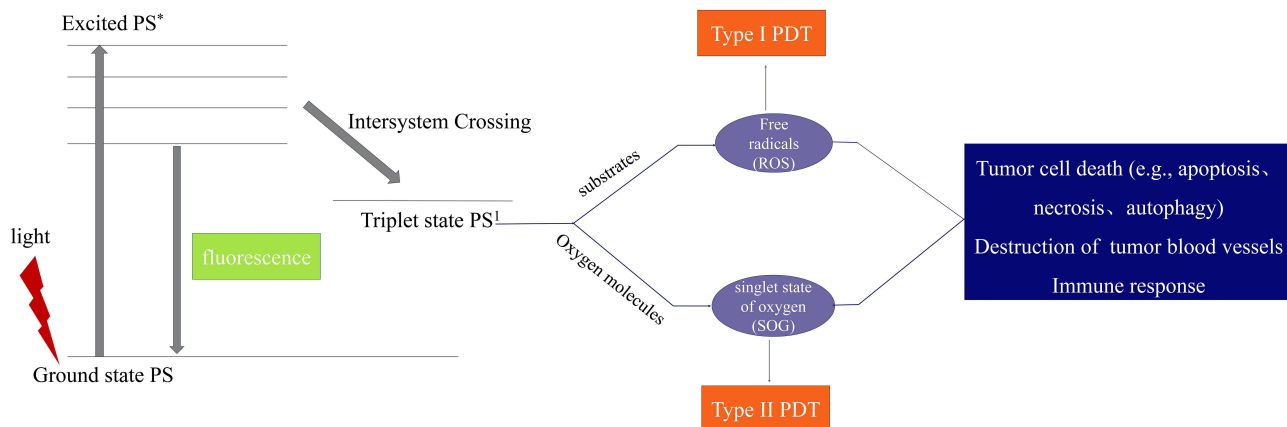 Excited PS*
Intersystem Crossing
Triplet state PS¹
light
fluorescence
Ground state PS
substrates
Oxygen molecules
Type I PDT
Free
radicals
(ROS)
singlet state
of oxygen
(SOG)
Type II PDT
Tumor cell death (e.g., apoptosis、
necrosis、autophagy)
Destruction of tumor blood vessels
Immune response